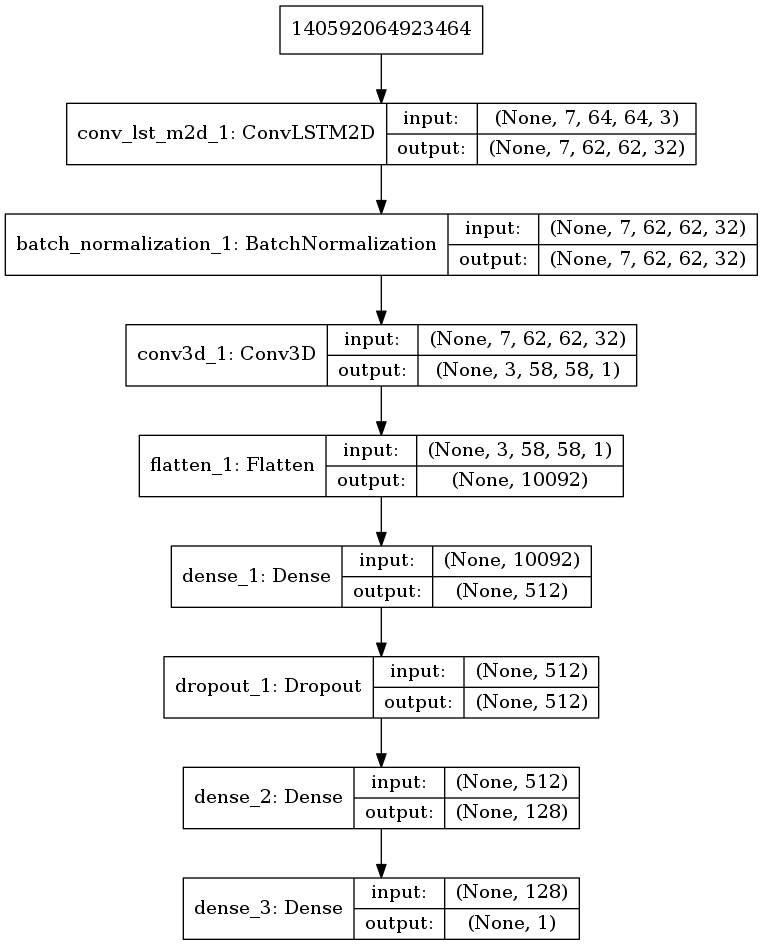 140592064923464
conv_lst_m2d_1: ConvLSTM2D
input: (None, 7, 64, 64, 3)
output: (None, 7, 62, 62, 32)
batch_normalization_1: BatchNormalization
input: (None, 7, 62, 62, 32)
output: (None, 7, 62, 62, 32)
conv3d_1: Conv3D
input: (None, 7, 62, 62, 32)
output: (None, 3, 58, 58, 1)
flatten_1: Flatten
input: (None, 3, 58, 58, 1)
output: (None, 10092)
dense_1: Dense
input: (None, 10092)
output: (None, 512)
dropout_1: Dropout
input: (None, 512)
output: (None, 512)
dense_2: Dense
input: (None, 512)
output: (None, 128)
dense_3: Dense
input: (None, 128)
output: (None, 1)